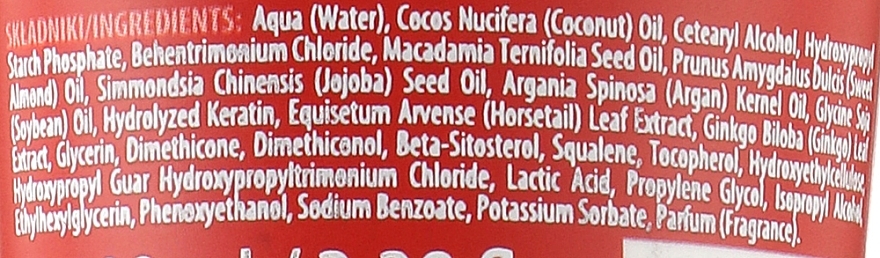 SKŁADNIKI/INGREDIENTS: Aqua (Water), Cocos Nucifera (Coconut) Oil, Cetearyl Alcohol, Hydroxypropyl
Starch Phosphate, Behentrimonium Chloride, Macadamia Ternifolia Seed Oil, Prunus Amygdalus Dulcis (Sweet
Almond) Oil, Simmondsia Chinensis (Jojoba) Seed Oil, Argania Spinosa (Argan) Kernel Oil, Glycine Soja
(Soybean) Oil, Hydrolyzed Keratin, Equisetum Arvense (Horsetail) Leaf Extract, Ginkgo Biloba (Ginkgo) Leaf
Extract, Glycerin, Dimethicone, Dimethiconol, Beta-Sitosterol, Squalene, Tocopherol, Hydroxyethylcellulose,
Hydroxypropyl Guar Hydroxypropyltrimonium Chloride, Lactic Acid, Propylene Glycol, Isopropyl Alcohol,
Ethylhexylglycerin, Phenoxyethanol, Sodium Benzoate, Potassium Sorbate, Parfum (Fragrance).